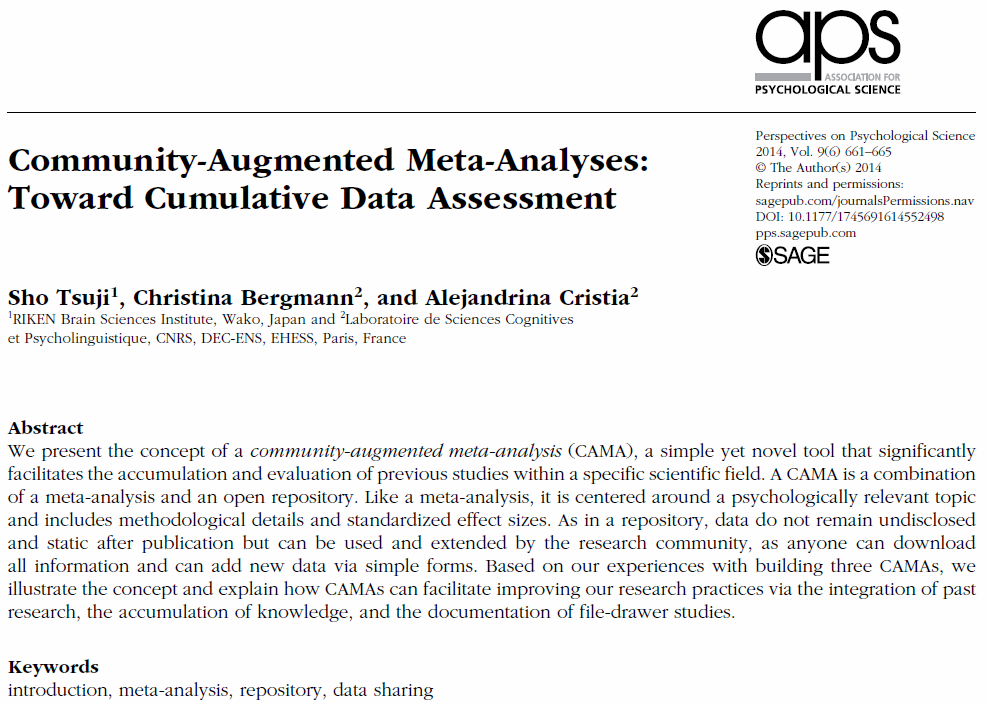 aps
ASSOCIATION FOR
PSYCHOLOGICAL SCIENCE
Perspectives on Psychological Science
2014, Vol. 9(6) 661–665
© The Author(s) 2014
Reprints and permissions:
sagepub.com/journalsPermissions.nav
DOI: 10.1177/1745691614552498
pps.sagepub.com
SAGE
Community-Augmented Meta-Analyses:
Toward Cumulative Data Assessment
Sho Tsuji1, Christina Bergmann2, and Alejandrina Cristia2
1RIKEN Brain Sciences Institute, Wako, Japan and 2Laboratoire de Sciences Cognitives
et Psycholinguistique, CNRS, DEC-ENS, EHESS, Paris, France
Abstract
We present the concept of a community-augmented meta-analysis (CAMA), a simple yet novel tool that significantly
facilitates the accumulation and evaluation of previous studies within a specific scientific field. A CAMA is a combination
of a meta-analysis and an open repository. Like a meta-analysis, it is centered around a psychologically relevant topic
and includes methodological details and standardized effect sizes. As in a repository, data do not remain undisclosed
and static after publication but can be used and extended by the research community, as anyone can download
all information and can add new data via simple forms. Based on our experiences with building three CAMAs, we
illustrate the concept and explain how CAMAs can facilitate improving our research practices via the integration of past
research, the accumulation of knowledge, and the documentation of file-drawer studies.
Keywords
introduction, meta-analysis, repository, data sharing